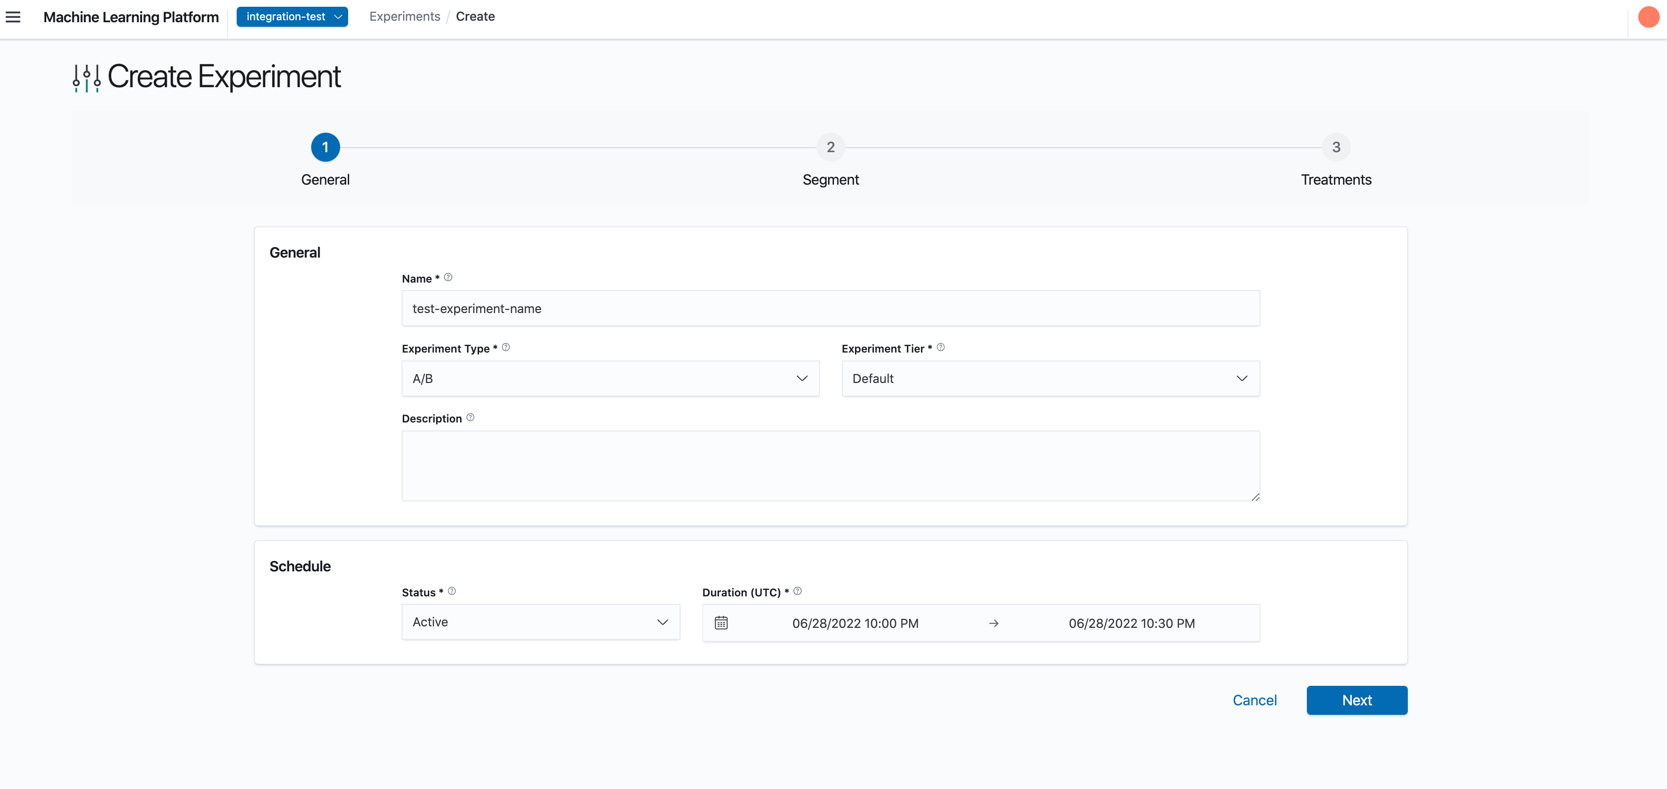 Machine Learning Platform integration-test Experiments / Create
Create Experiment
1 2 3
General Segment Treatments
General
Name *
test-experiment-name
Experiment Type * Experiment Tier *
A/B Default
Description
Schedule
Status * Duration (UTC) *
Active 06/28/2022 10:00 PM → 06/28/2022 10:30 PM
Cancel Next